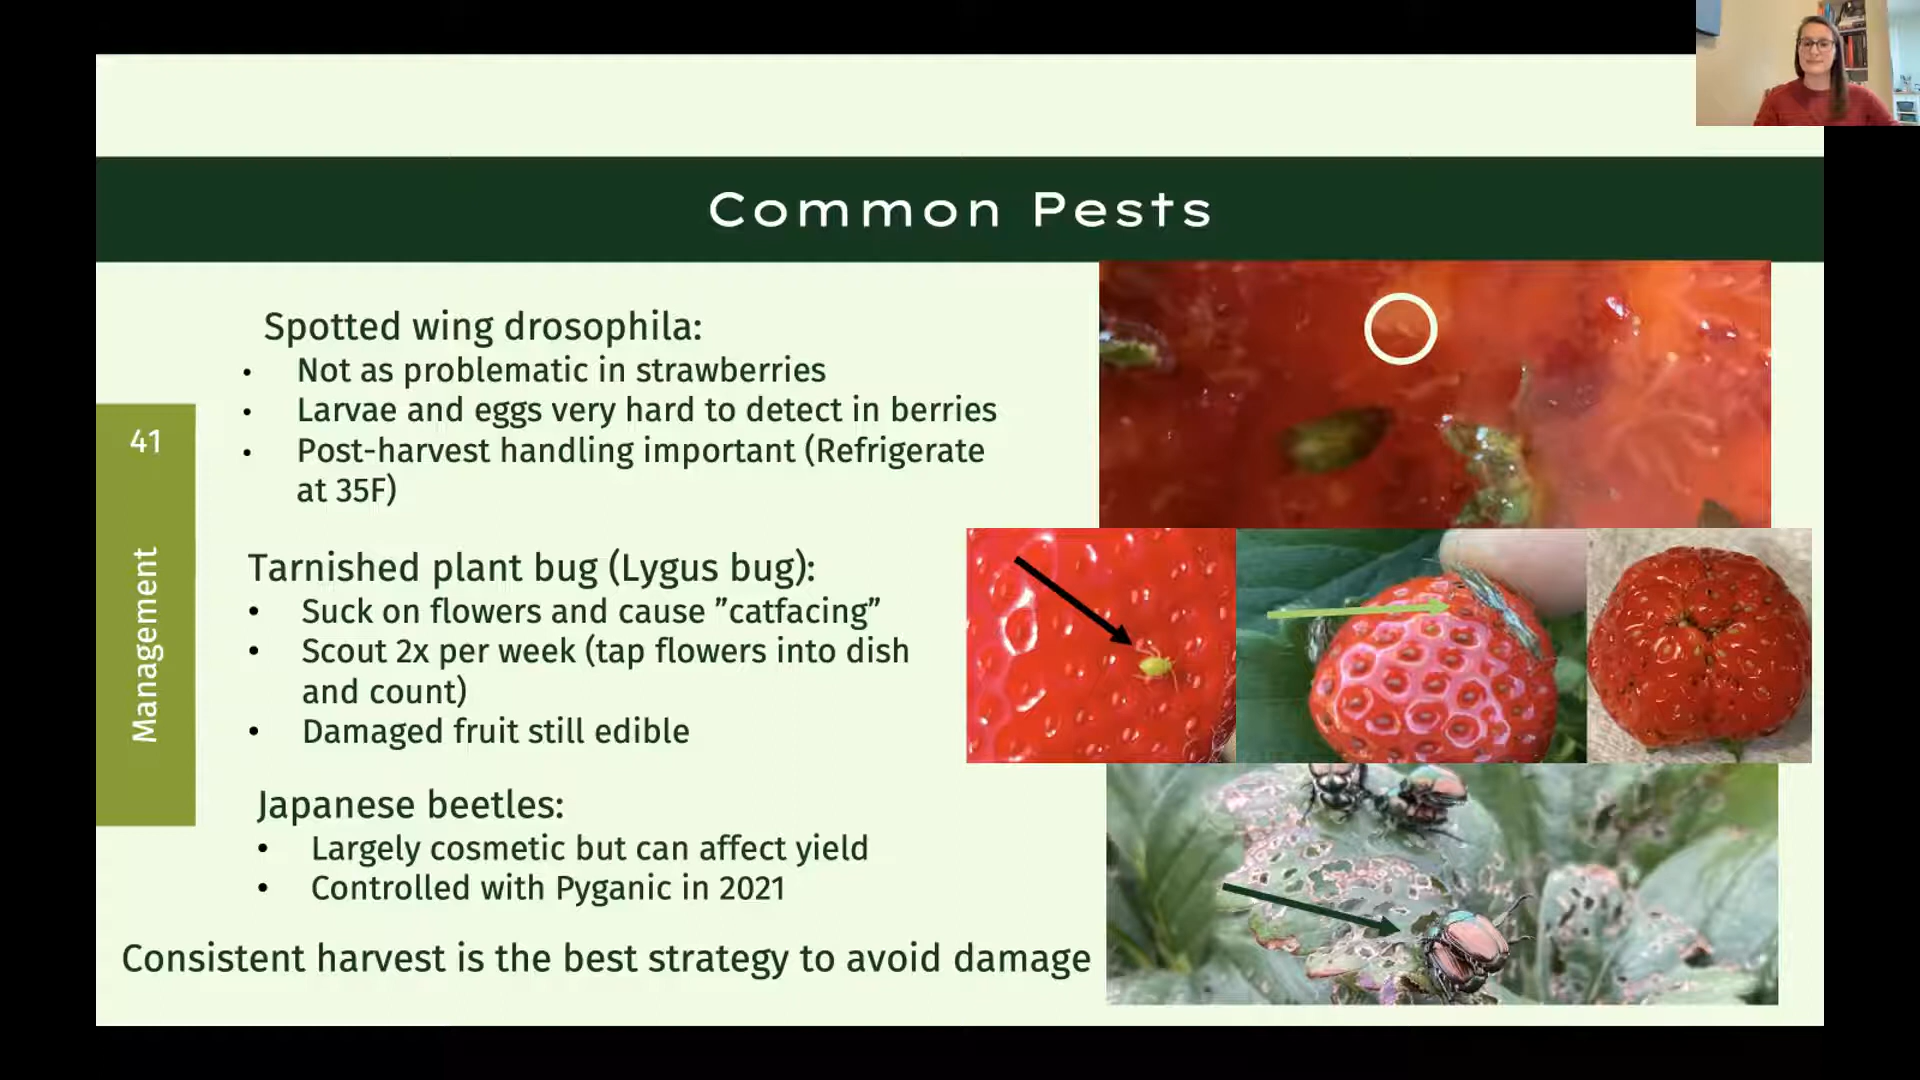 Common Pests
Spotted wing drosophila:
• Not as problematic in strawberries
• Larvae and eggs very hard to detect in berries
• Post-harvest handling important (Refrigerate
at 35F)
41
Management
Tarnished plant bug (Lygus bug):
• Suck on flowers and cause ”catfacing”
• Scout 2x per week (tap flowers into dish
and count)
• Damaged fruit still edible
Japanese beetles:
• Largely cosmetic but can affect yield
• Controlled with Pyganic in 2021
Consistent harvest is the best strategy to avoid damage